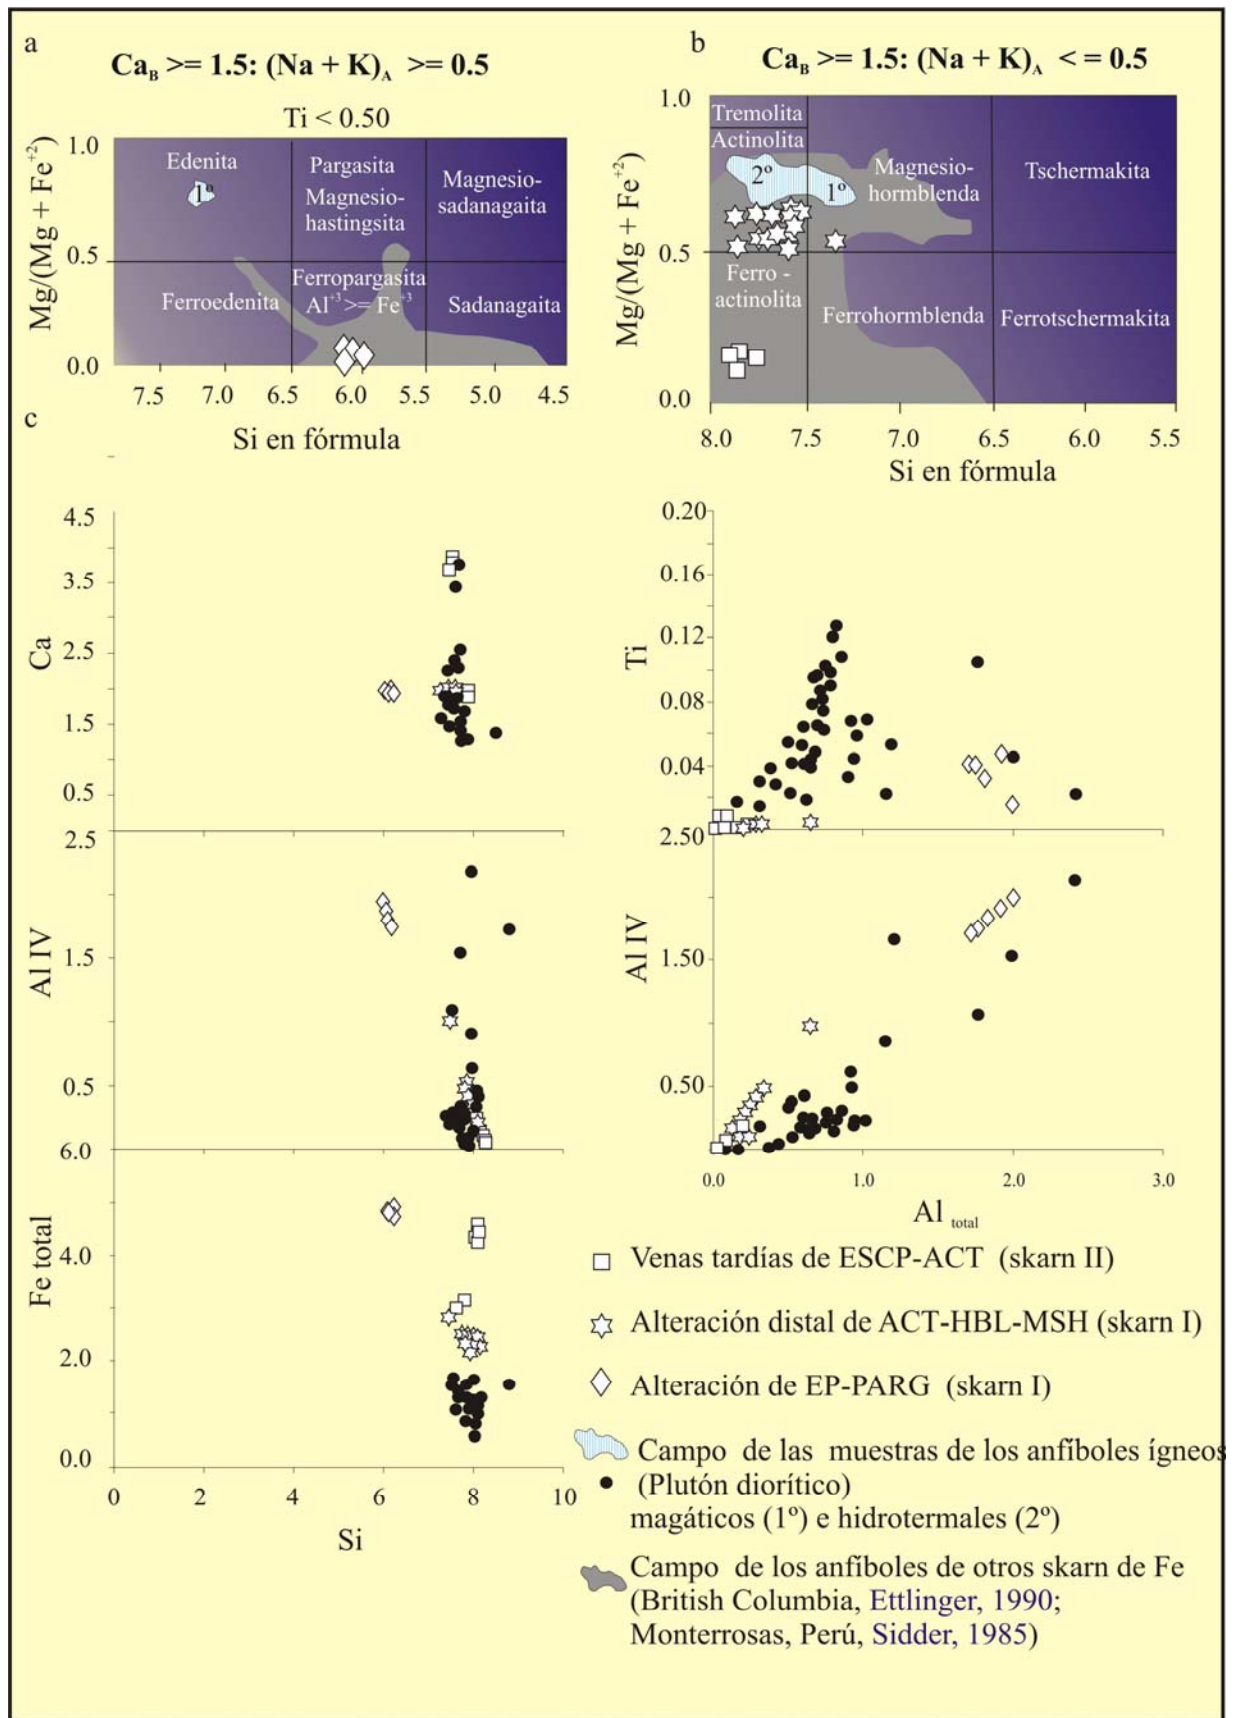 a
Ca_B >= 1.5: (Na + K)_A >= 0.5
Ti < 0.50
Mg/(Mg + Fe⁺²)
1.0
0.5
0.0
Edenita
1º
Pargasita
Magnesio-
hastingsita
Magnesio-
sadanagaita
Ferroedenita
Ferropargasita
Al⁺³ >= Fe⁺³
Sadanagaita
7.5 7.0 6.5 6.0 5.5 5.0 4.5
Si en fórmula
b
Ca_B >= 1.5: (Na + K)_A < = 0.5
Mg/(Mg + Fe⁺²)
1.0
0.5
0.0
Tremolita
Actinolita
2º
1º
Magnesio-
hormblenda
Tschermakita
Ferro -
actinolita
Ferrohormblenda
Ferrotschermakita
8.0 7.5 7.0 6.5 6.0 5.5
Si en fórmula
c
Ca
4.5
3.5
2.5
1.5
0.5
Al IV
2.5
1.5
0.5
Fe total
6.0
4.0
2.0
0.0
0 2 4 6 8 10
Si
Ti
0.20
0.16
0.12
0.08
0.04
Al IV
2.50
1.50
0.50
0.0 1.0 2.0 3.0
Al total
Venas tardías de ESCP-ACT (skarn II)
Alteración distal de ACT-HBL-MSH (skarn I)
Alteración de EP-PARG (skarn I)
Campo de las muestras de los anfíboles ígneos
(Plutón diorítico)
magáticos (1º) e hidrotermales (2º)
Campo de los anfíboles de otros skarn de Fe
(British Columbia, Ettlinger, 1990;
Monterrosas, Perú, Sidder, 1985)